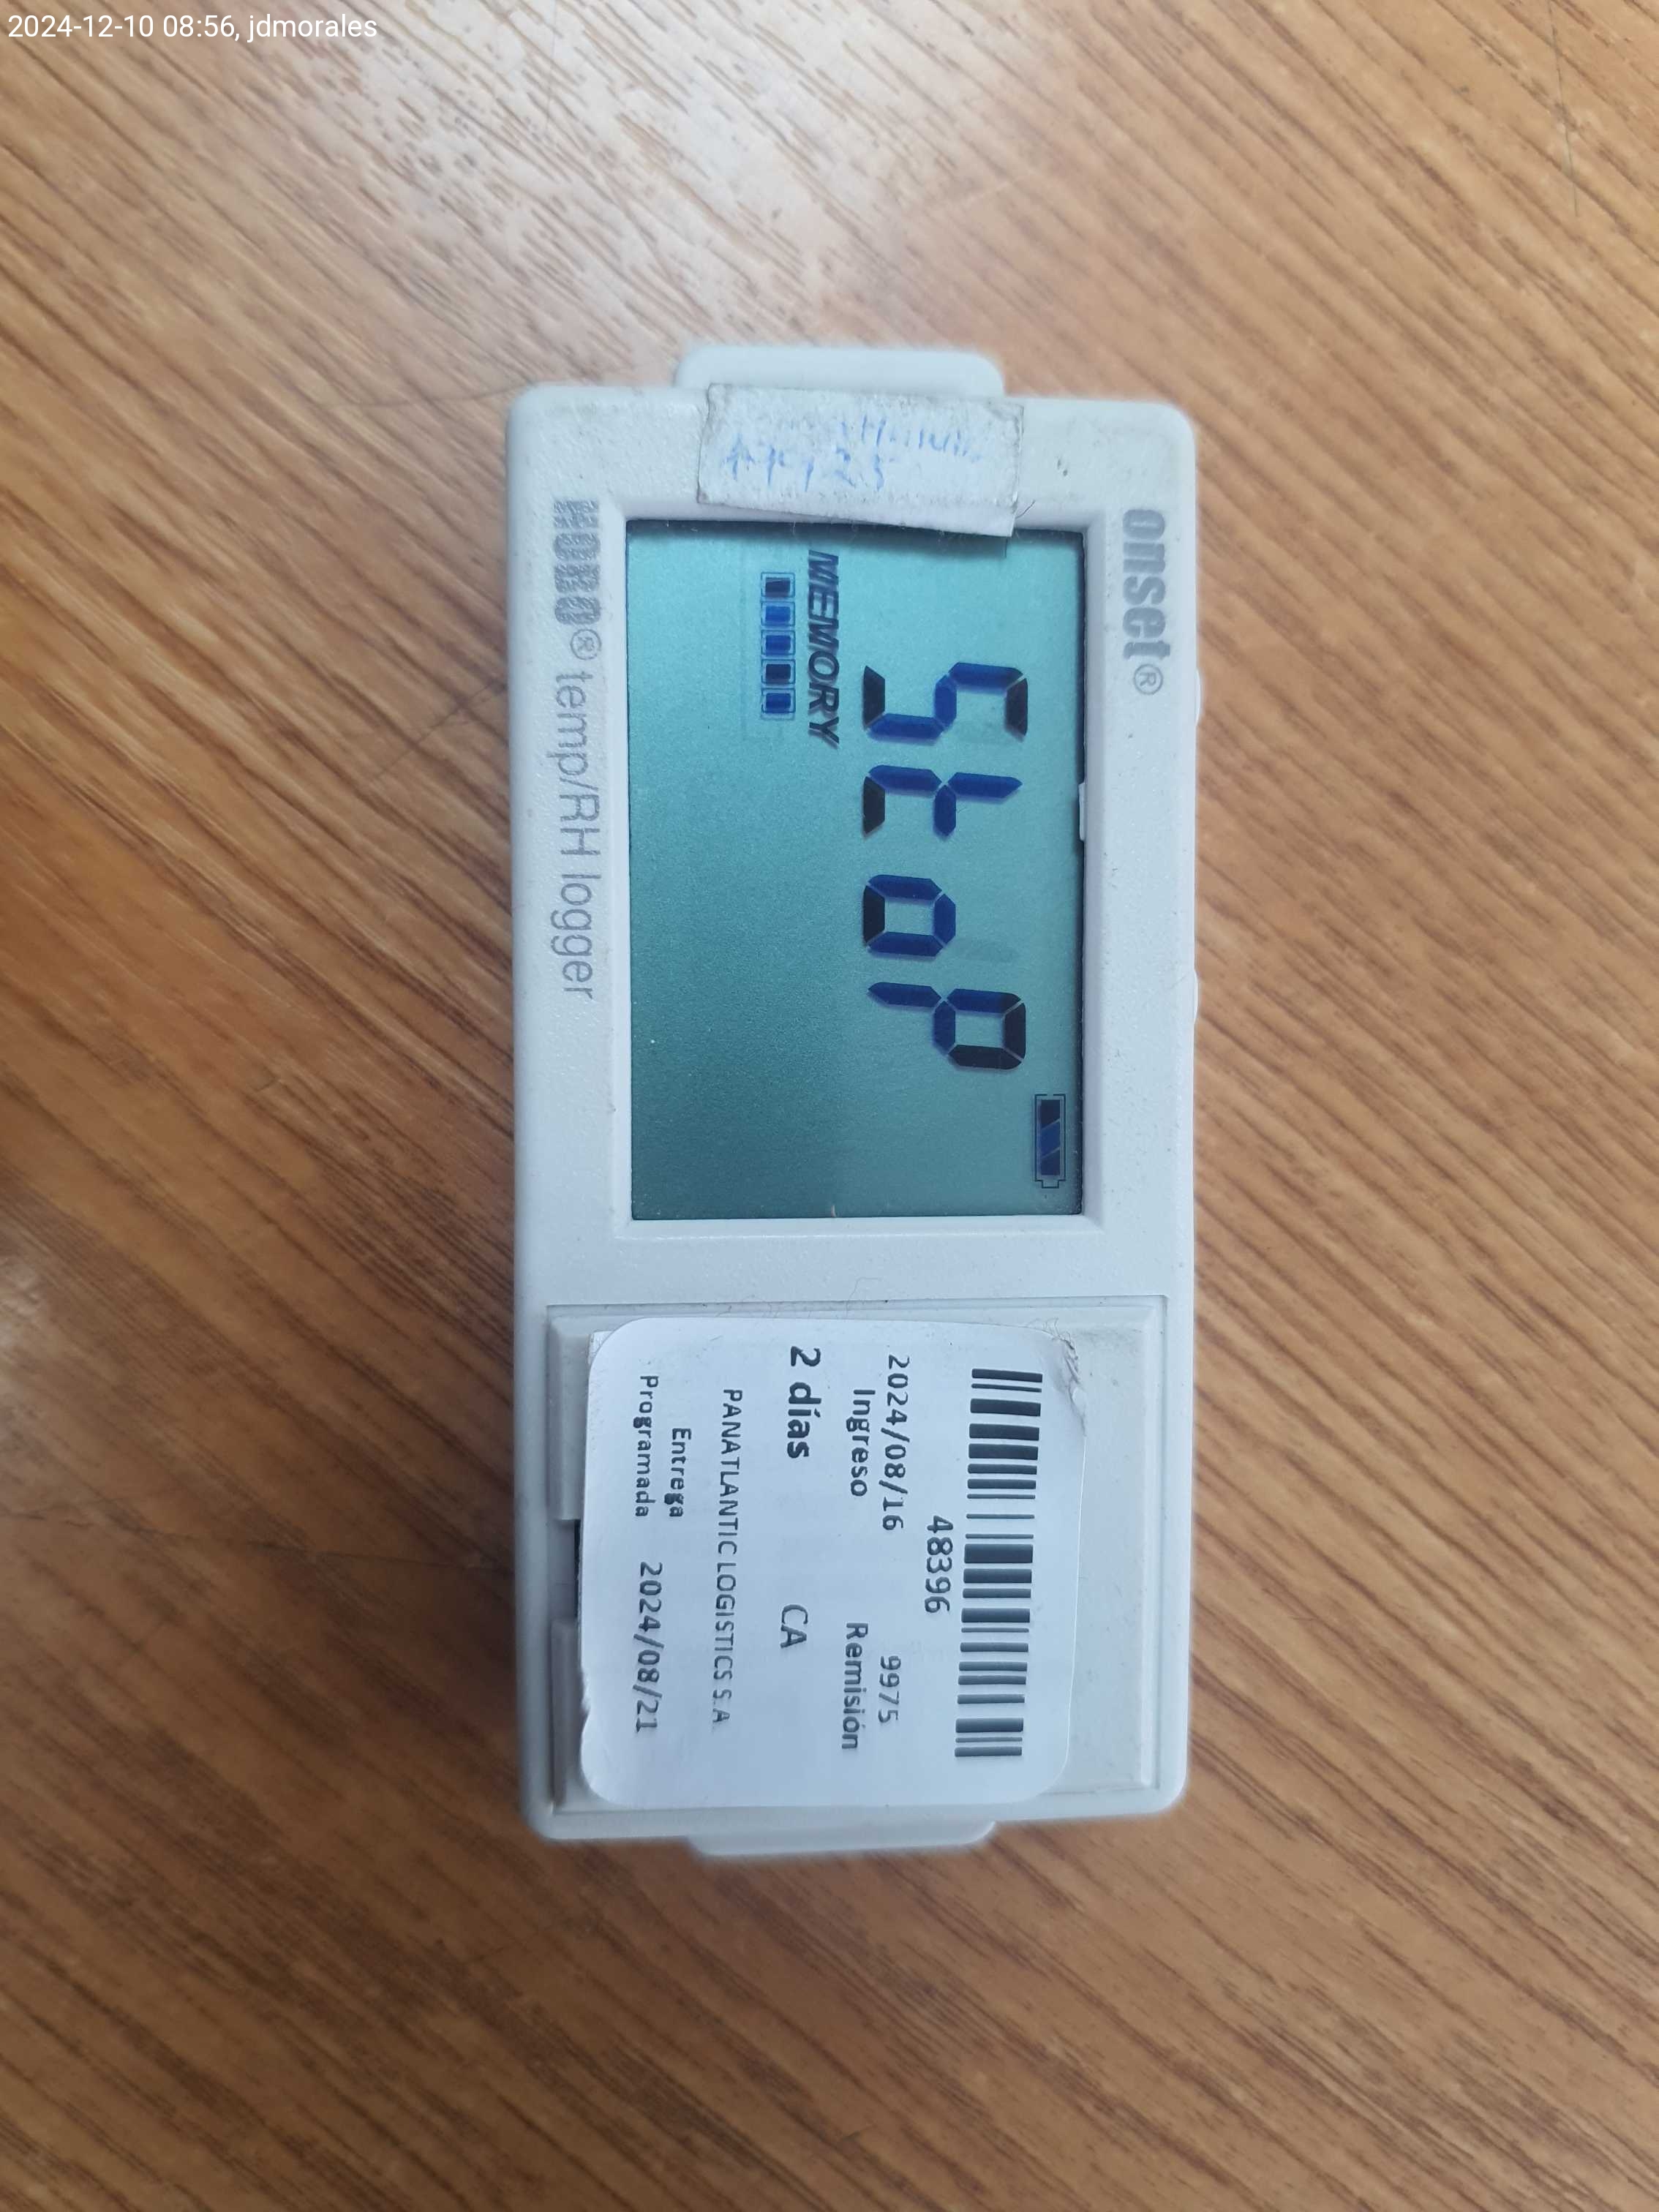 2024-12-10 08:56, jdmorales
onset®
StoP
MEMORY
HOBO® temp/RH logger
48396
2024/08/16 9975
Ingreso Remisión
2 días CA
PANATLANTIC LOGISTICS S.A.
Entrega
Programada 2024/08/21